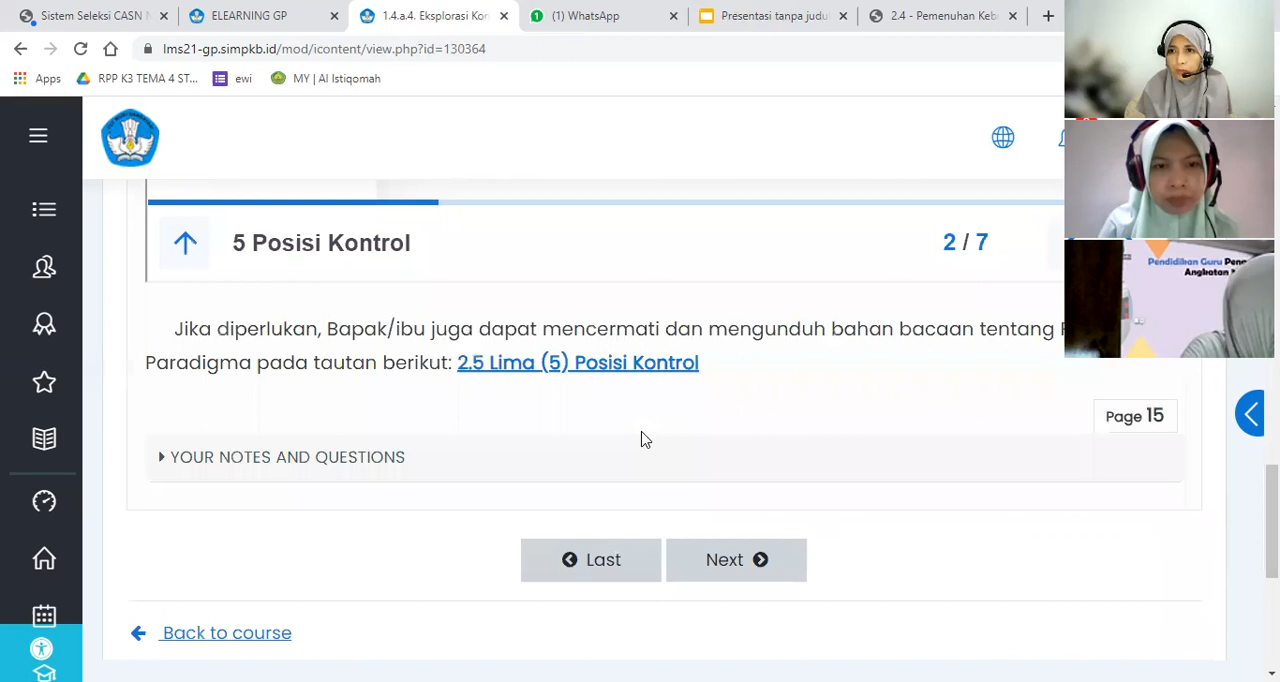 Sistem Seleksi CASN
ELEARNING GP
1.4.a.4. Eksplorasi Kon
(1) WhatsApp
Presentasi tanpa judu
2.4 - Pemenuhan Keb
lms21-gp.simpkb.id/mod/icontent/view.php?id=130364
Apps
RPP K3 TEMA 4 ST...
ewi
MY | Al Istiqomah
5 Posisi Kontrol
2 / 7
Pendidikan Guru Peng
Angkatan
Jika diperlukan, Bapak/ibu juga dapat mencermati dan mengunduh bahan bacaan tentang
Paradigma pada tautan berikut: 2.5 Lima (5) Posisi Kontrol
Page 15
YOUR NOTES AND QUESTIONS
Last
Next
Back to course